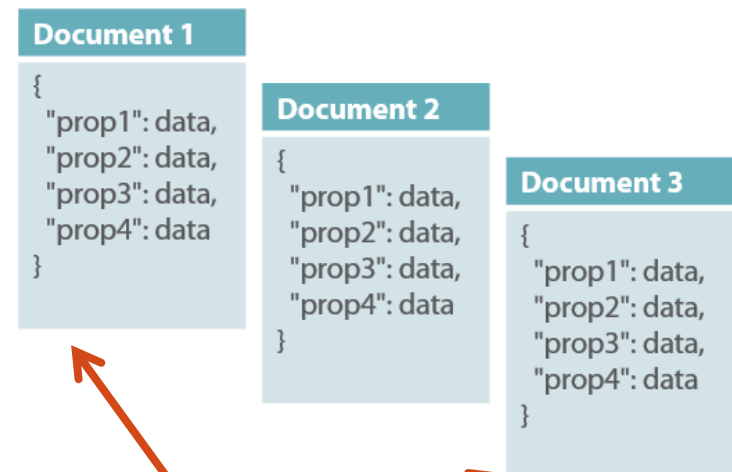 Document 1
{
"prop1": data,
"prop2": data,
"prop3": data,
"prop4": data
}
Document 2
{
"prop1": data,
"prop2": data,
"prop3": data,
"prop4": data
}
Document 3
{
"prop1": data,
"prop2": data,
"prop3": data,
"prop4": data
}